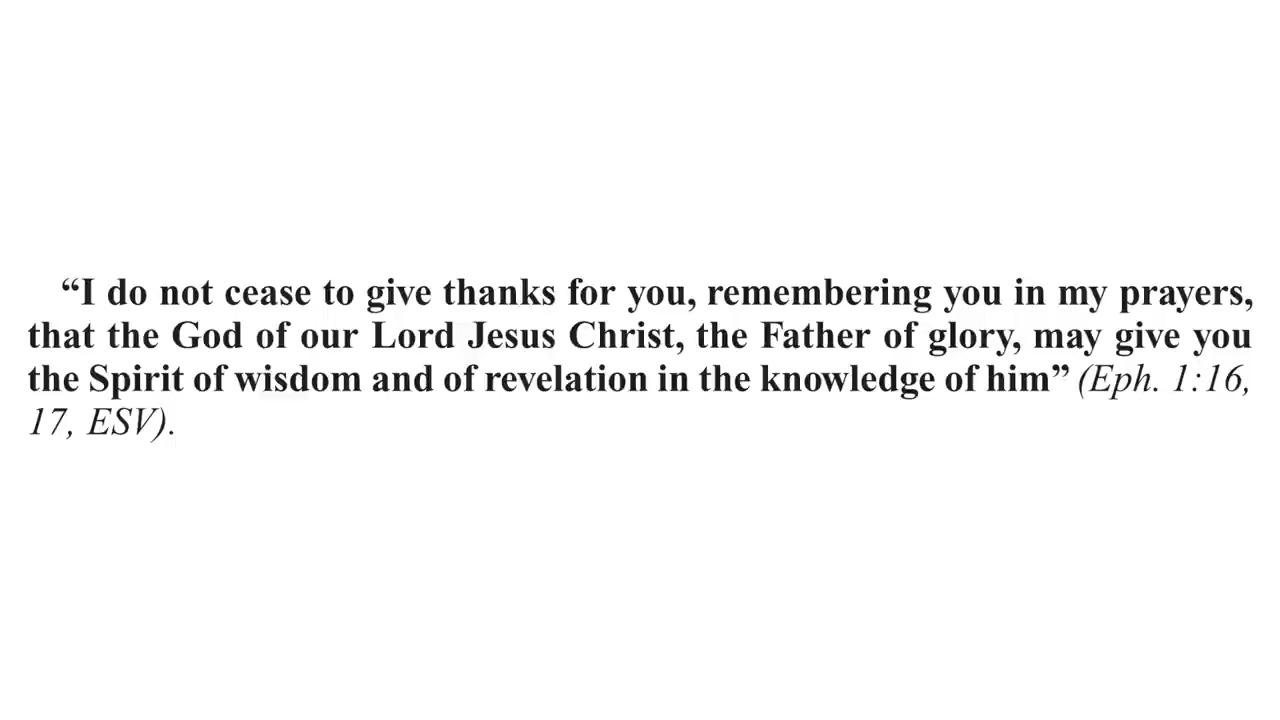 “I do not cease to give thanks for you, remembering you in my prayers,
that the God of our Lord Jesus Christ, the Father of glory, may give you
the Spirit of wisdom and of revelation in the knowledge of him” (Eph. 1:16,
17, ESV).